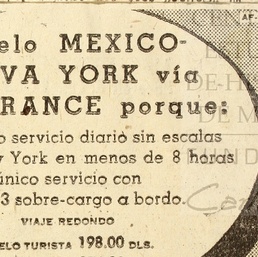 elo MEXICO-
VA YORK vía
RANCE porque:
o servicio diario sin escalas
York en menos de 8 horas
único servicio con
3 sobre-cargo a bordo.
VIAJE REDONDO
ELO TURISTA 198.00 DLS.